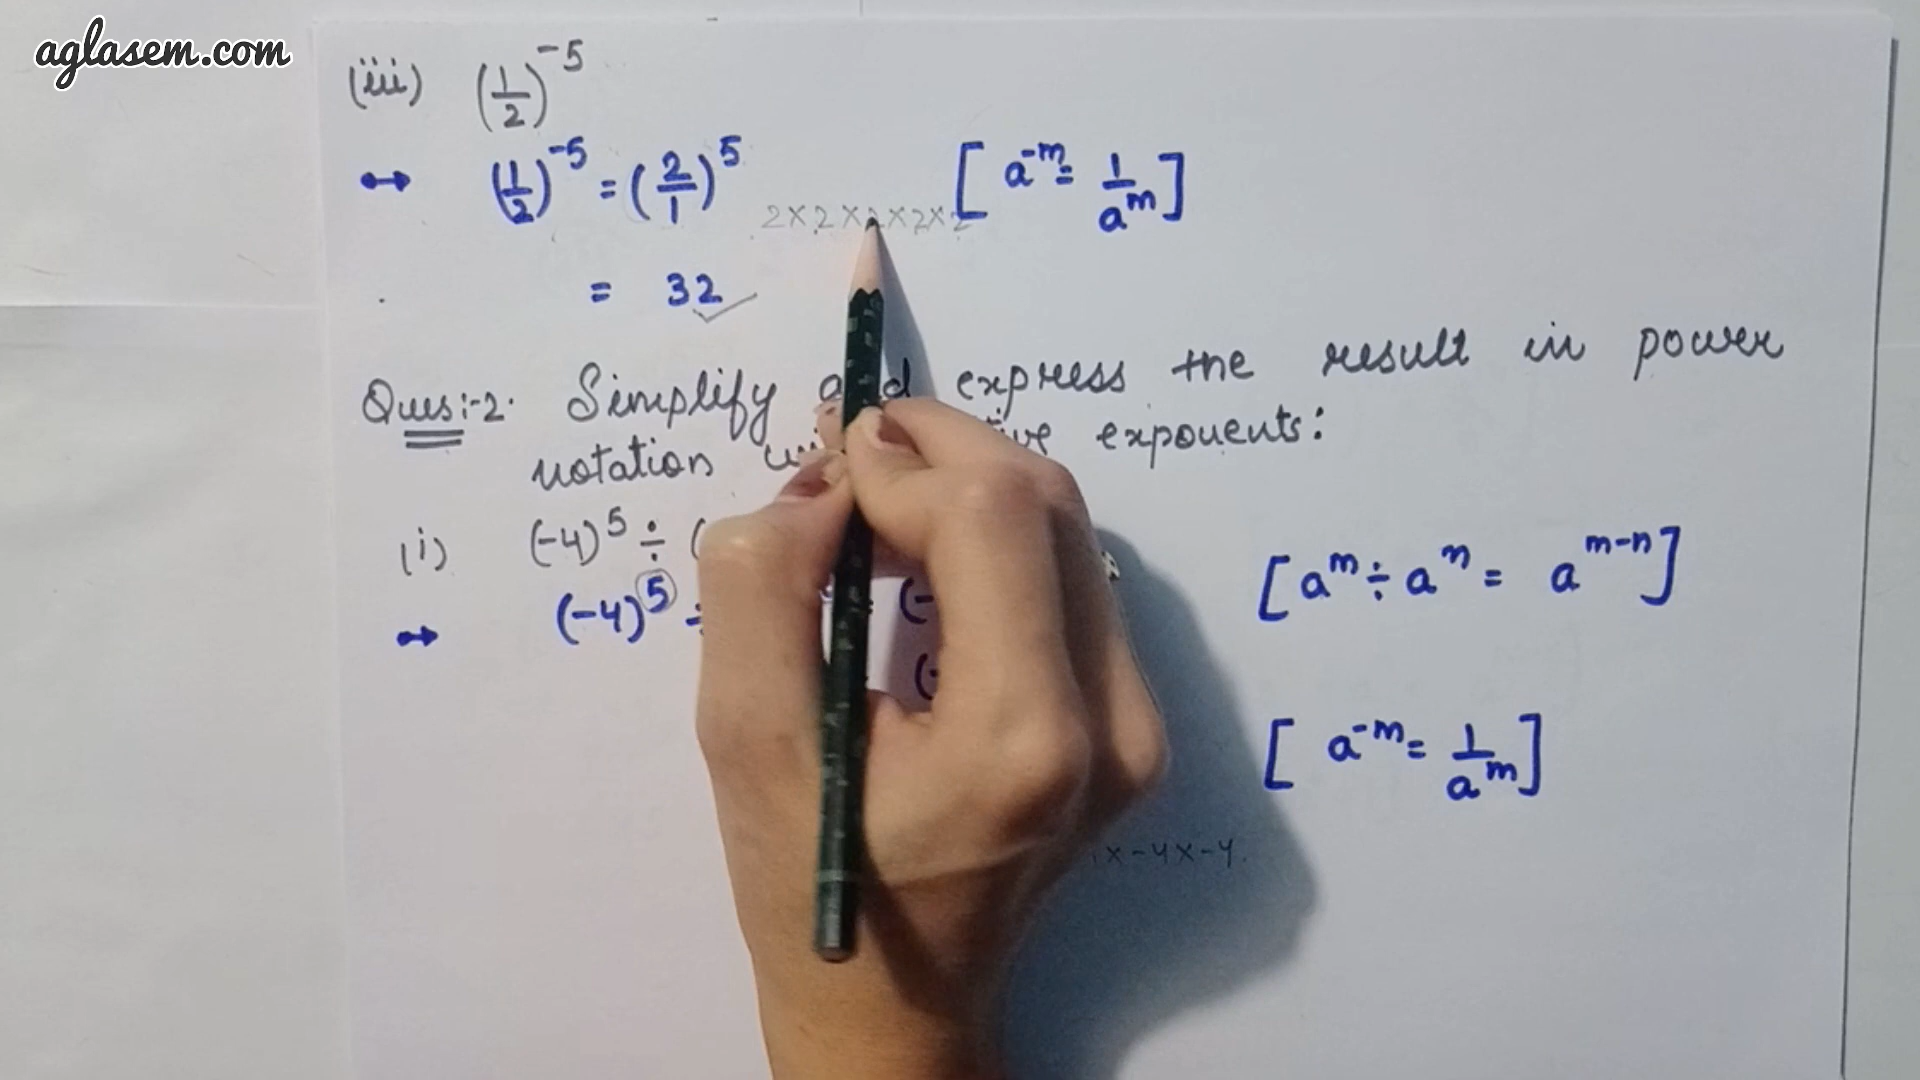 aglasem.com
(iii) (1/2)^-5
(1/2)^-5 = (2/1)^5 [a^-m = 1/a^m]
2×2×2×2×2
= 32
Ques:-2. Simplify and express the result in power
notation exponents:
(i) (-4)^5 ÷ (
(-4)^5 ÷ (- [a^m ÷ a^n = a^m-n]
(-
[a^-m = 1/a^m]
×-4×-4.